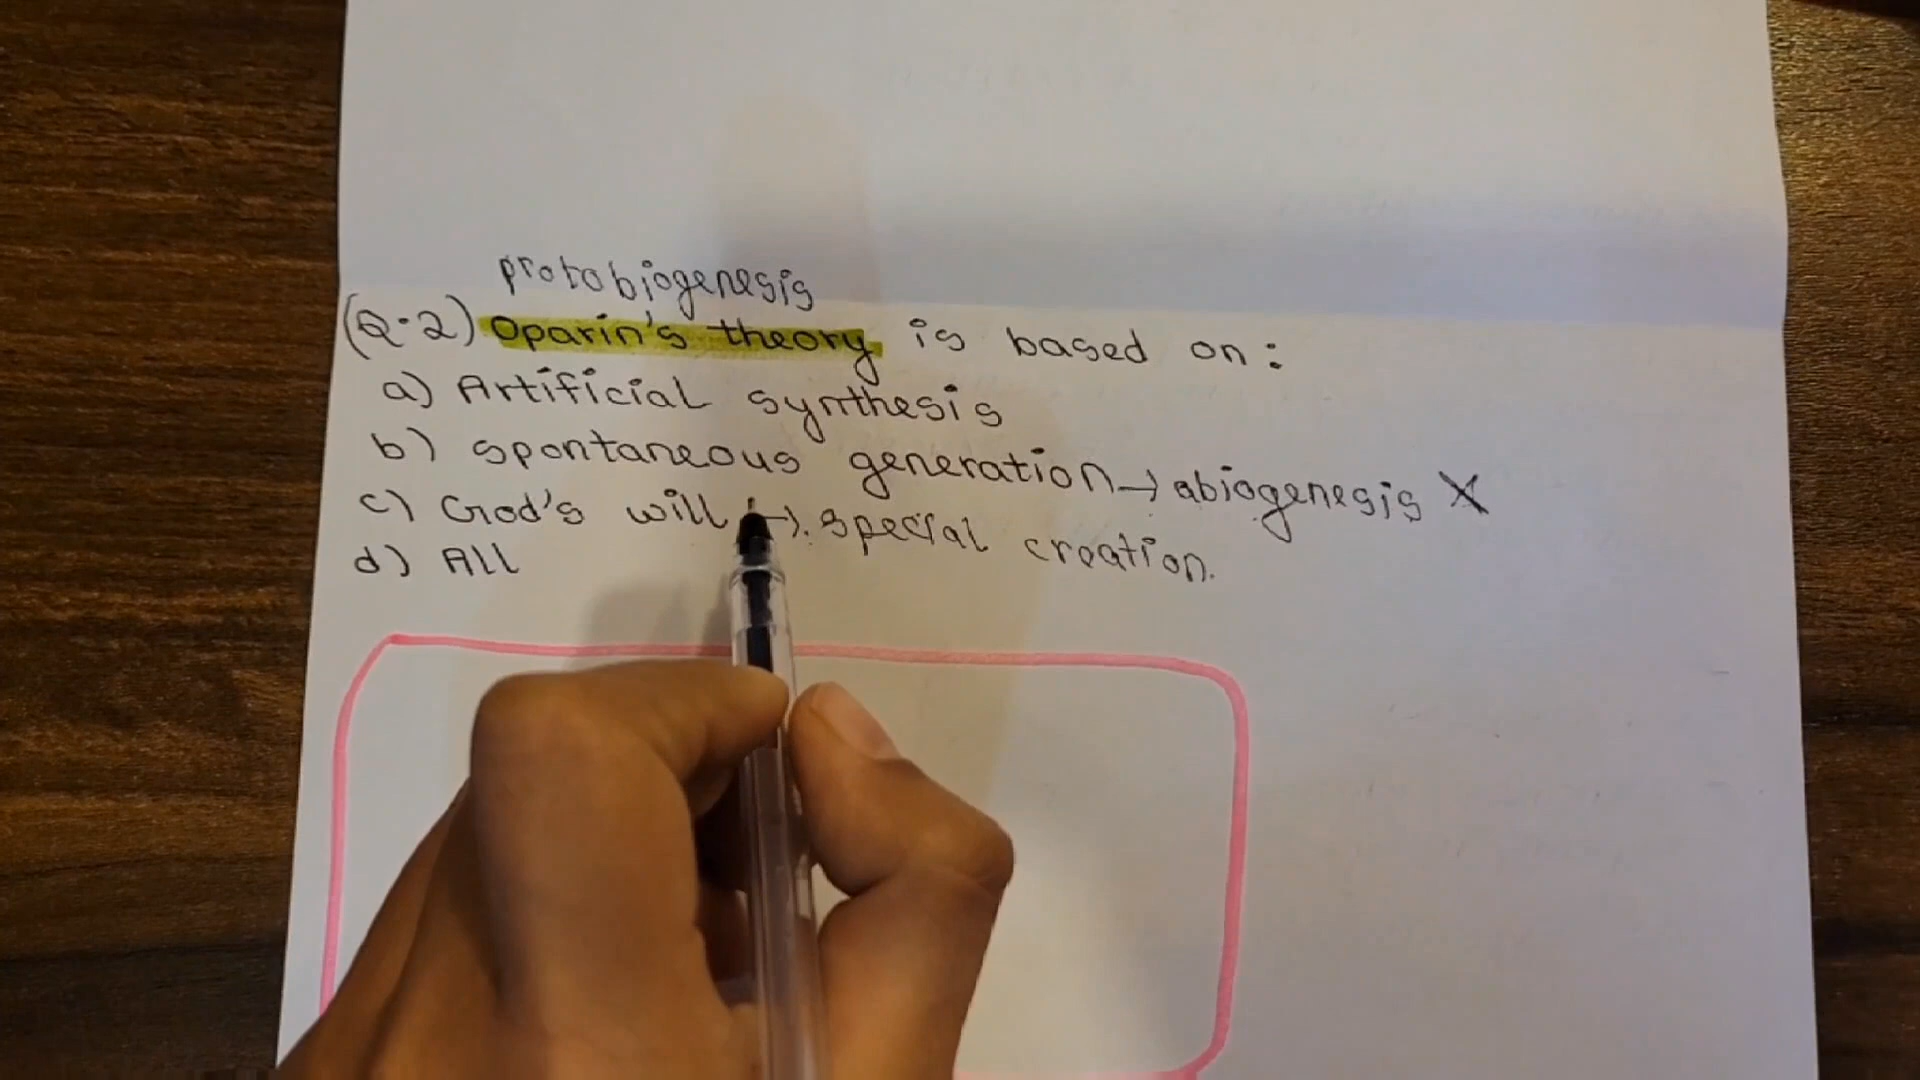 protobiogenesis
(Q.2) Oparin's theory is based on:
a) Artificial synthesis
b) spontaneous generation → abiogenesis X
c) God's will → special creation.
d) All